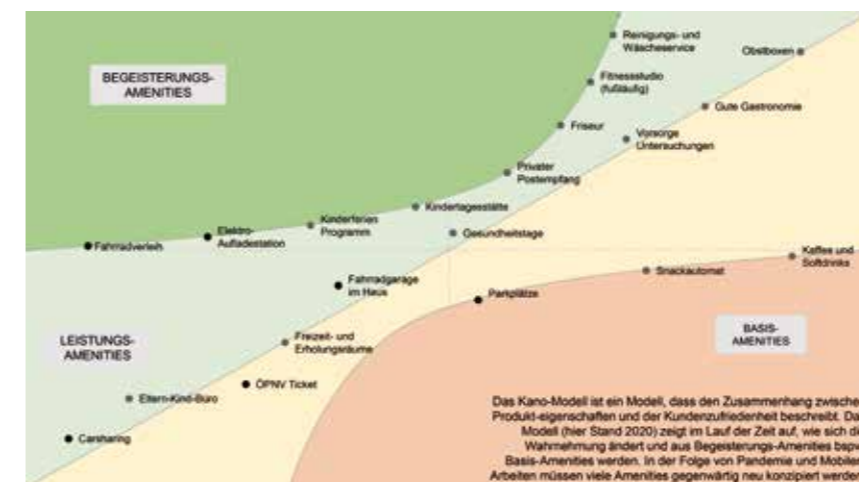 BEGEISTERUNGS-
AMENITIES
Reinigungs- und
Wäscheservice
Obstboxen
Fitnessstudio
(fußläufig)
Gute Gastronomie
Friseur
Vorsorge
Untersuchungen
Privater
Postempfang
Kindertagesstätte
Kinderferien
Programm
Elektro-
Aufladestation
Fahrradverleih
Gesundheitstage
Kaffee und
Softdrinks
Snackautomat
Fahrradgarage
im Haus
Parkplätze
LEISTUNGS-
AMENITIES
Freizeit- und
Erholungsräume
BASIS-
AMENITIES
ÖPNV Ticket
Eltern-Kind-Büro
Carsharing
Das Kano-Modell ist ein Modell, dass den Zusammenhang zwische
Produkt-eigenschaften und der Kundenzufriedenheit beschreibt. Da
Modell (hier Stand 2020) zeigt im Lauf der Zeit auf, wie sich di
Wahrnehmung ändert und aus Begeisterungs-Amenities bspw
Basis-Amenities werden. In der Folge von Pandemie und Mobilen
Arbeiten müssen viele Amenities gegenwärtig neu konzipiert werden